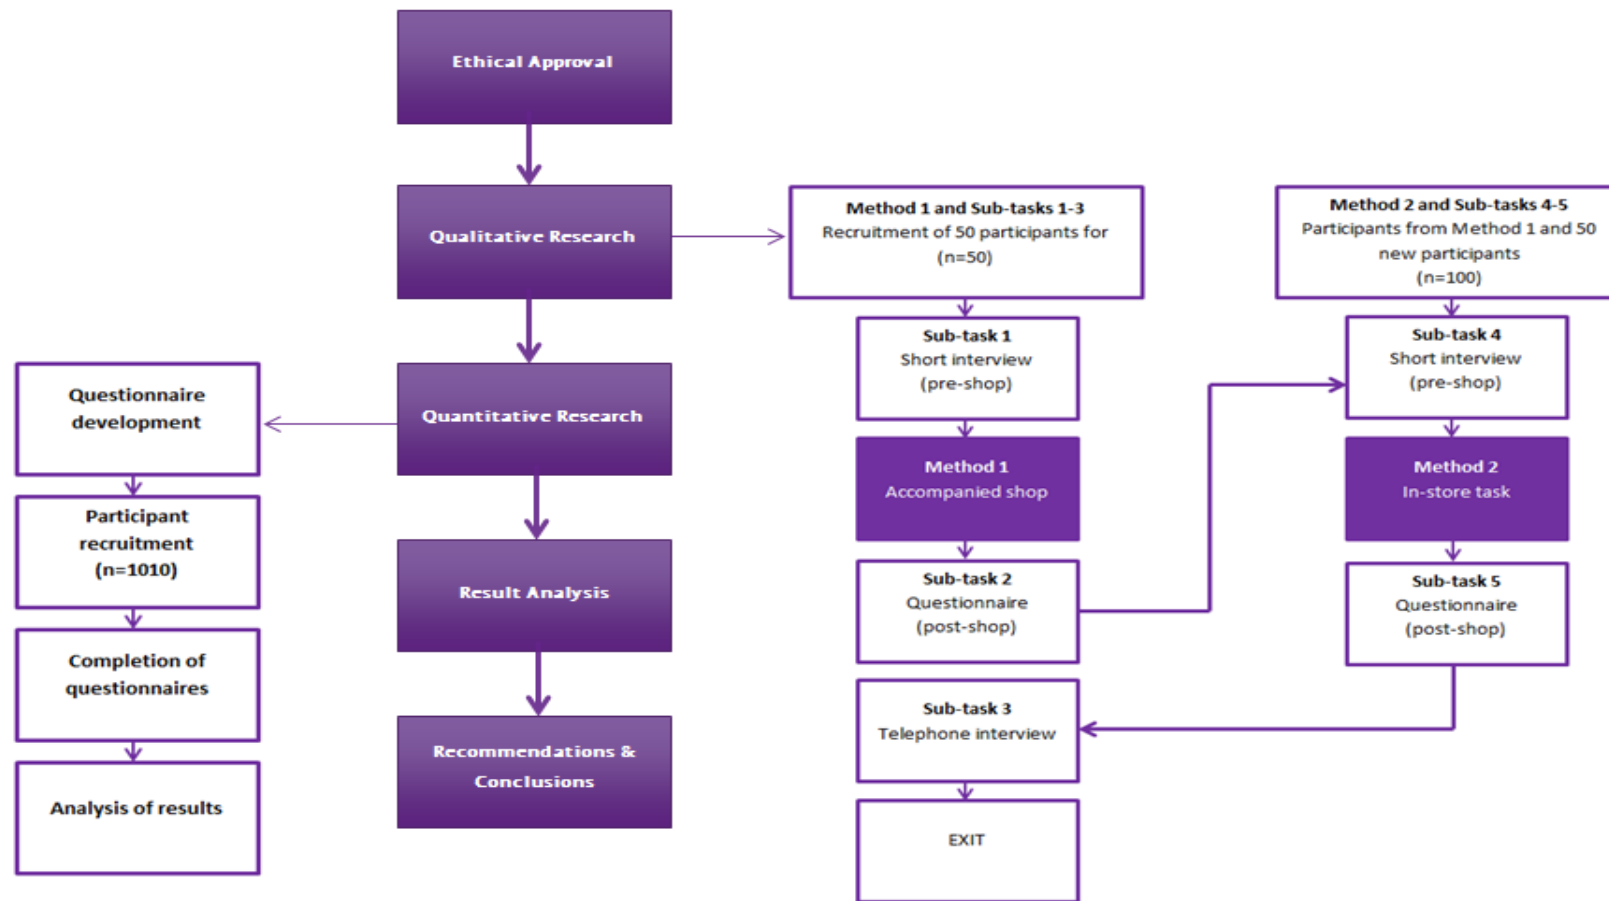 Ethical Approval
Qualitative Research
Quantitative Research
Result Analysis
Recommendations &
Conclusions
Questionnaire
development
Participant
recruitment
(n=1010)
Completion of
questionnaires
Analysis of results
Method 1 and Sub-tasks 1-3
Recruitment of 50 participants for
(n=50)
Sub-task 1
Short interview
(pre-shop)
Method 1
Accompanied shop
Sub-task 2
Questionnaire
(post-shop)
Sub-task 3
Telephone interview
EXIT
Method 2 and Sub-tasks 4-5
Participants from Method 1 and 50
new participants
(n=100)
Sub-task 4
Short interview
(pre-shop)
Method 2
In-store task
Sub-task 5
Questionnaire
(post-shop)